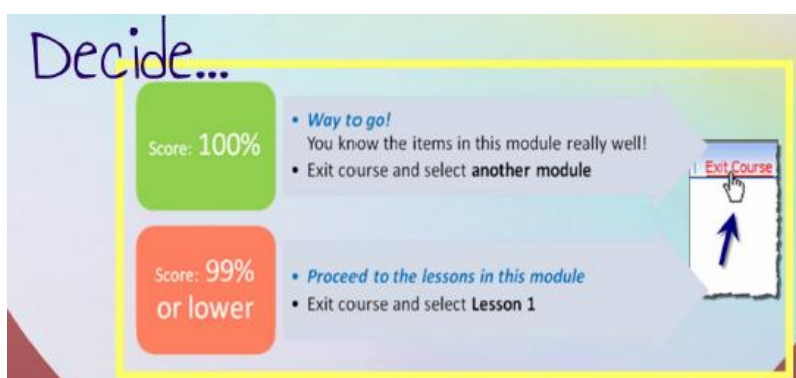 Decide...
Score: 100%
• Way to go!
You know the items in this module really well!
• Exit course and select another module
Exit Course
Score: 99%
or lower
• Proceed to the lessons in this module
• Exit course and select Lesson 1